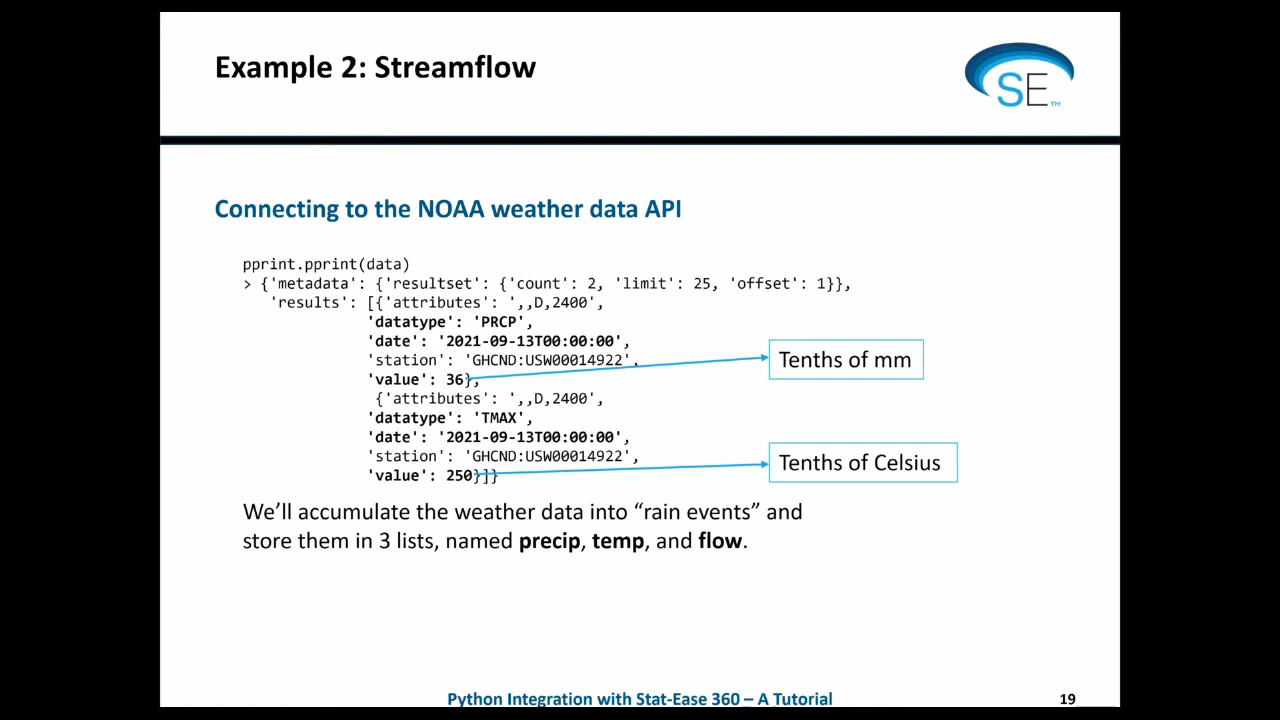 Example 2: Streamflow
SE™
Connecting to the NOAA weather data API
pprint.pprint(data)
> {'metadata': {'resultset': {'count': 2, 'limit': 25, 'offset': 1}},
'results': [{'attributes': ',,D,2400',
'datatype': 'PRCP',
'date': '2021-09-13T00:00:00',
'station': 'GHCND:USW00014922',
'value': 36},
Tenths of mm
{'attributes': ',,D,2400',
'datatype': 'TMAX',
'date': '2021-09-13T00:00:00',
'station': 'GHCND:USW00014922',
'value': 250}]}
Tenths of Celsius
We’ll accumulate the weather data into “rain events” and
store them in 3 lists, named precip, temp, and flow.
Python Integration with Stat-Ease 360 – A Tutorial
19